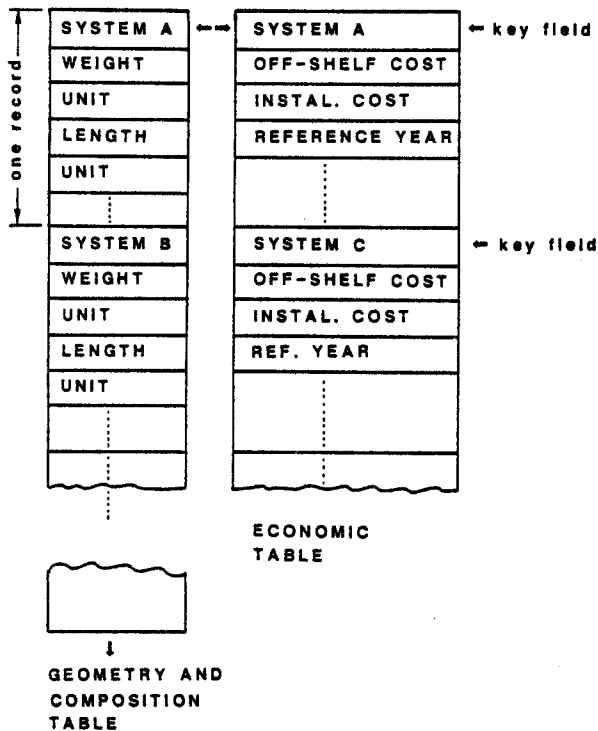 one record
SYSTEM A
WEIGHT
UNIT
LENGTH
UNIT
SYSTEM B
WEIGHT
UNIT
LENGTH
UNIT
GEOMETRY AND
COMPOSITION
TABLE
SYSTEM A
OFF-SHELF COST
INSTAL. COST
REFERENCE YEAR
SYSTEM C
OFF-SHELF COST
INSTAL. COST
REF. YEAR
ECONOMIC
TABLE
key field
key field